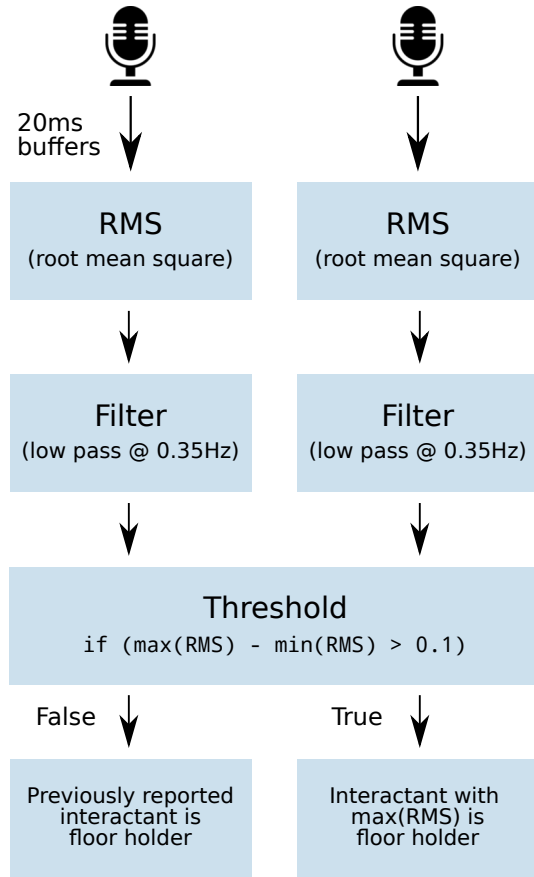 20ms
buffers
RMS
(root mean square)
RMS
(root mean square)
Filter
(low pass @ 0.35Hz)
Filter
(low pass @ 0.35Hz)
Threshold
if (max(RMS) - min(RMS) > 0.1)
False
True
Previously reported
interactant is
floor holder
Interactant with
max(RMS) is
floor holder